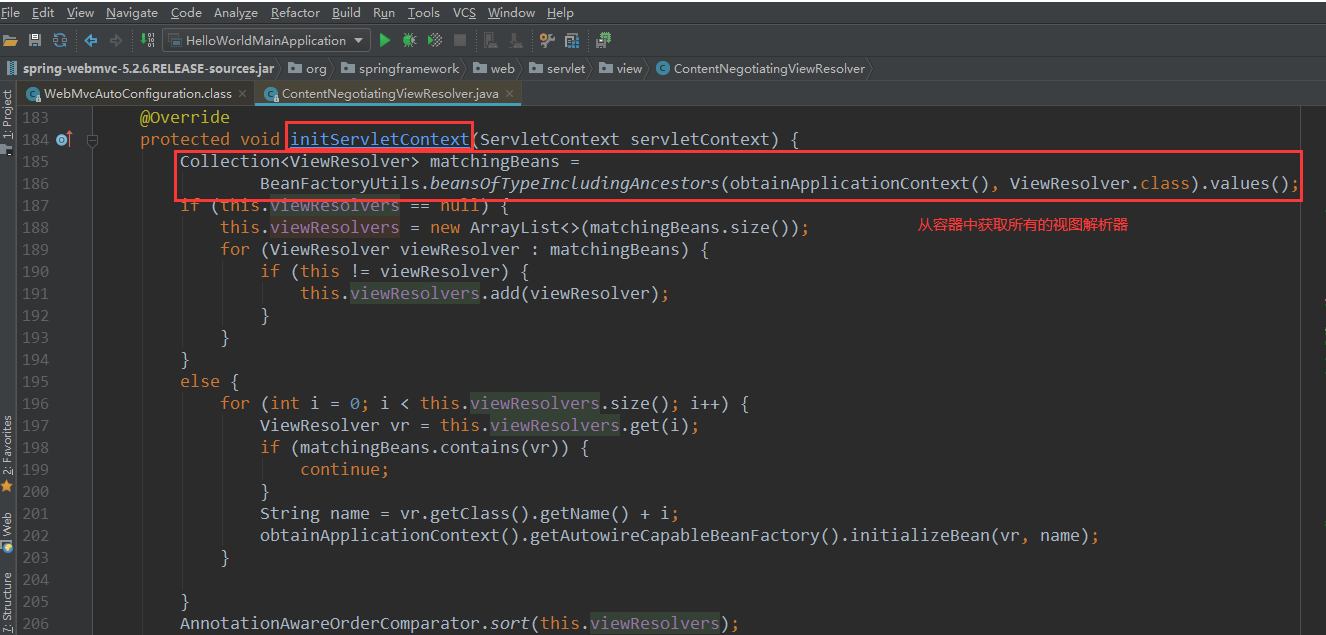 File Edit View Navigate Code Analyze Refactor Build Run Tools VCS Window Help
HelloWorldMainApplication
spring-webmvc-5.2.6.RELEASE-sources.jar org springframework web servlet view ContentNegotiatingViewResolver
WebMvcAutoConfiguration.class ContentNegotiatingViewResolver.java
1: Project
2: Favorites
Web
7: Structure
183 @Override
184 protected void initServletContext(ServletContext servletContext) {
185 Collection<ViewResolver> matchingBeans =
186 BeanFactoryUtils.beansOfTypeIncludingAncestors(obtainApplicationContext(), ViewResolver.class).values();
187 if (this.viewResolvers == null) {
188 this.viewResolvers = new ArrayList<>(matchingBeans.size());
从容器中获取所有的视图解析器
189 for (ViewResolver viewResolver : matchingBeans) {
190 if (this != viewResolver) {
191 this.viewResolvers.add(viewResolver);
192 }
193 }
194 }
195 else {
196 for (int i = 0; i < this.viewResolvers.size(); i++) {
197 ViewResolver vr = this.viewResolvers.get(i);
198 if (matchingBeans.contains(vr)) {
199 continue;
200 }
201 String name = vr.getClass().getName() + i;
202 obtainApplicationContext().getAutowireCapableBeanFactory().initializeBean(vr, name);
203 }
204
205 }
206 AnnotationAwareOrderComparator.sort(this.viewResolvers);